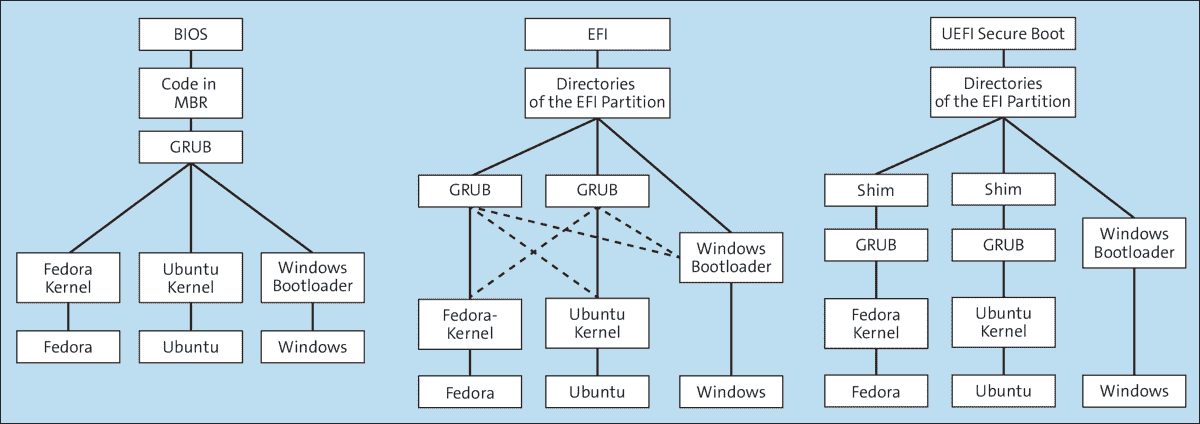 BIOS
Code in
MBR
GRUB
Fedora
Kernel
Ubuntu
Kernel
Windows
Bootloader
Fedora
Ubuntu
Windows
EFI
Directories
of the EFI Partition
GRUB
GRUB
Windows
Bootloader
Fedora-
Kernel
Ubuntu
Kernel
Fedora
Ubuntu
Windows
UEFI Secure Boot
Directories
of the EFI Partition
Shim
Shim
GRUB
GRUB
Windows
Bootloader
Fedora
Kernel
Ubuntu
Kernel
Fedora
Ubuntu
Windows